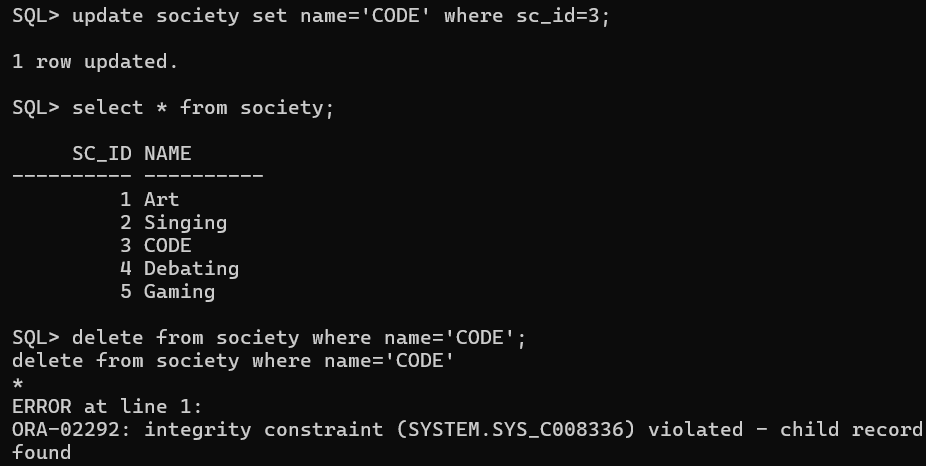 SQL> update society set name='CODE' where sc_id=3;
1 row updated.
SQL> select * from society;
SC_ID NAME
---------- ----------
1 Art
2 Singing
3 CODE
4 Debating
5 Gaming
SQL> delete from society where name='CODE';
delete from society where name='CODE'
*
ERROR at line 1:
ORA-02292: integrity constraint (SYSTEM.SYS_C008336) violated - child record
found